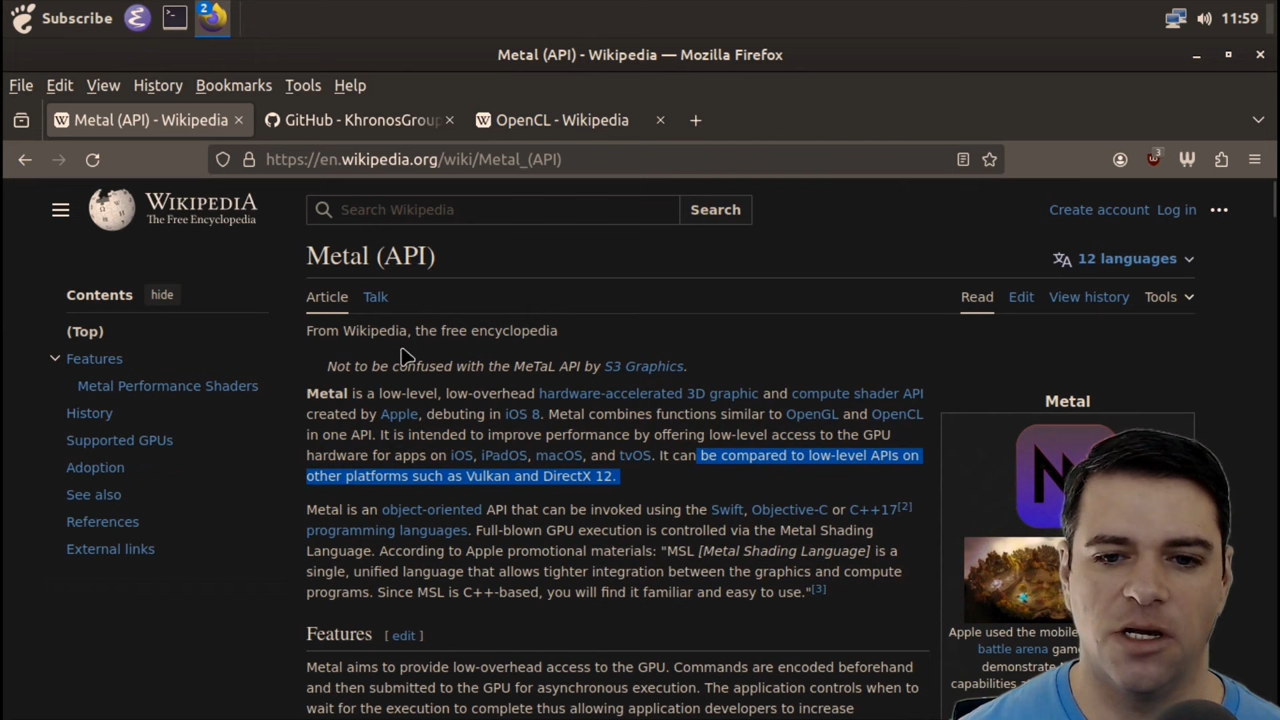 Subscribe
2
11:59
Metal (API) - Wikipedia — Mozilla Firefox
File Edit View History Bookmarks Tools Help
Metal (API) - Wikipedia
GitHub - KhronosGroup
OpenCL - Wikipedia
https://en.wikipedia.org/wiki/Metal_(API)
3
WIKIPEDIA
The Free Encyclopedia
Search Wikipedia
Search
Create account Log in
Metal (API)
12 languages
Contents hide
Article Talk
Read Edit View history Tools
(Top)
Features
Metal Performance Shaders
History
Supported GPUs
Adoption
See also
References
External links
From Wikipedia, the free encyclopedia
Not to be confused with the MeTaL API by S3 Graphics.
Metal is a low-level, low-overhead hardware-accelerated 3D graphic and compute shader API
created by Apple, debuting in iOS 8. Metal combines functions similar to OpenGL and OpenCL
in one API. It is intended to improve performance by offering low-level access to the GPU
hardware for apps on iOS, iPadOS, macOS, and tvOS. It can be compared to low-level APIs on
other platforms such as Vulkan and DirectX 12.
Metal is an object-oriented API that can be invoked using the Swift, Objective-C or C++17[2]
programming languages. Full-blown GPU execution is controlled via the Metal Shading
Language. According to Apple promotional materials: "MSL [Metal Shading Language] is a
single, unified language that allows tighter integration between the graphics and compute
programs. Since MSL is C++-based, you will find it familiar and easy to use."[3]
Features [ edit ]
Metal aims to provide low-overhead access to the GPU. Commands are encoded beforehand
and then submitted to the GPU for asynchronous execution. The application controls when to
wait for the execution to complete thus allowing application developers to increase
Metal
Apple used the mobile
battle arena
demonstrate
capabilities